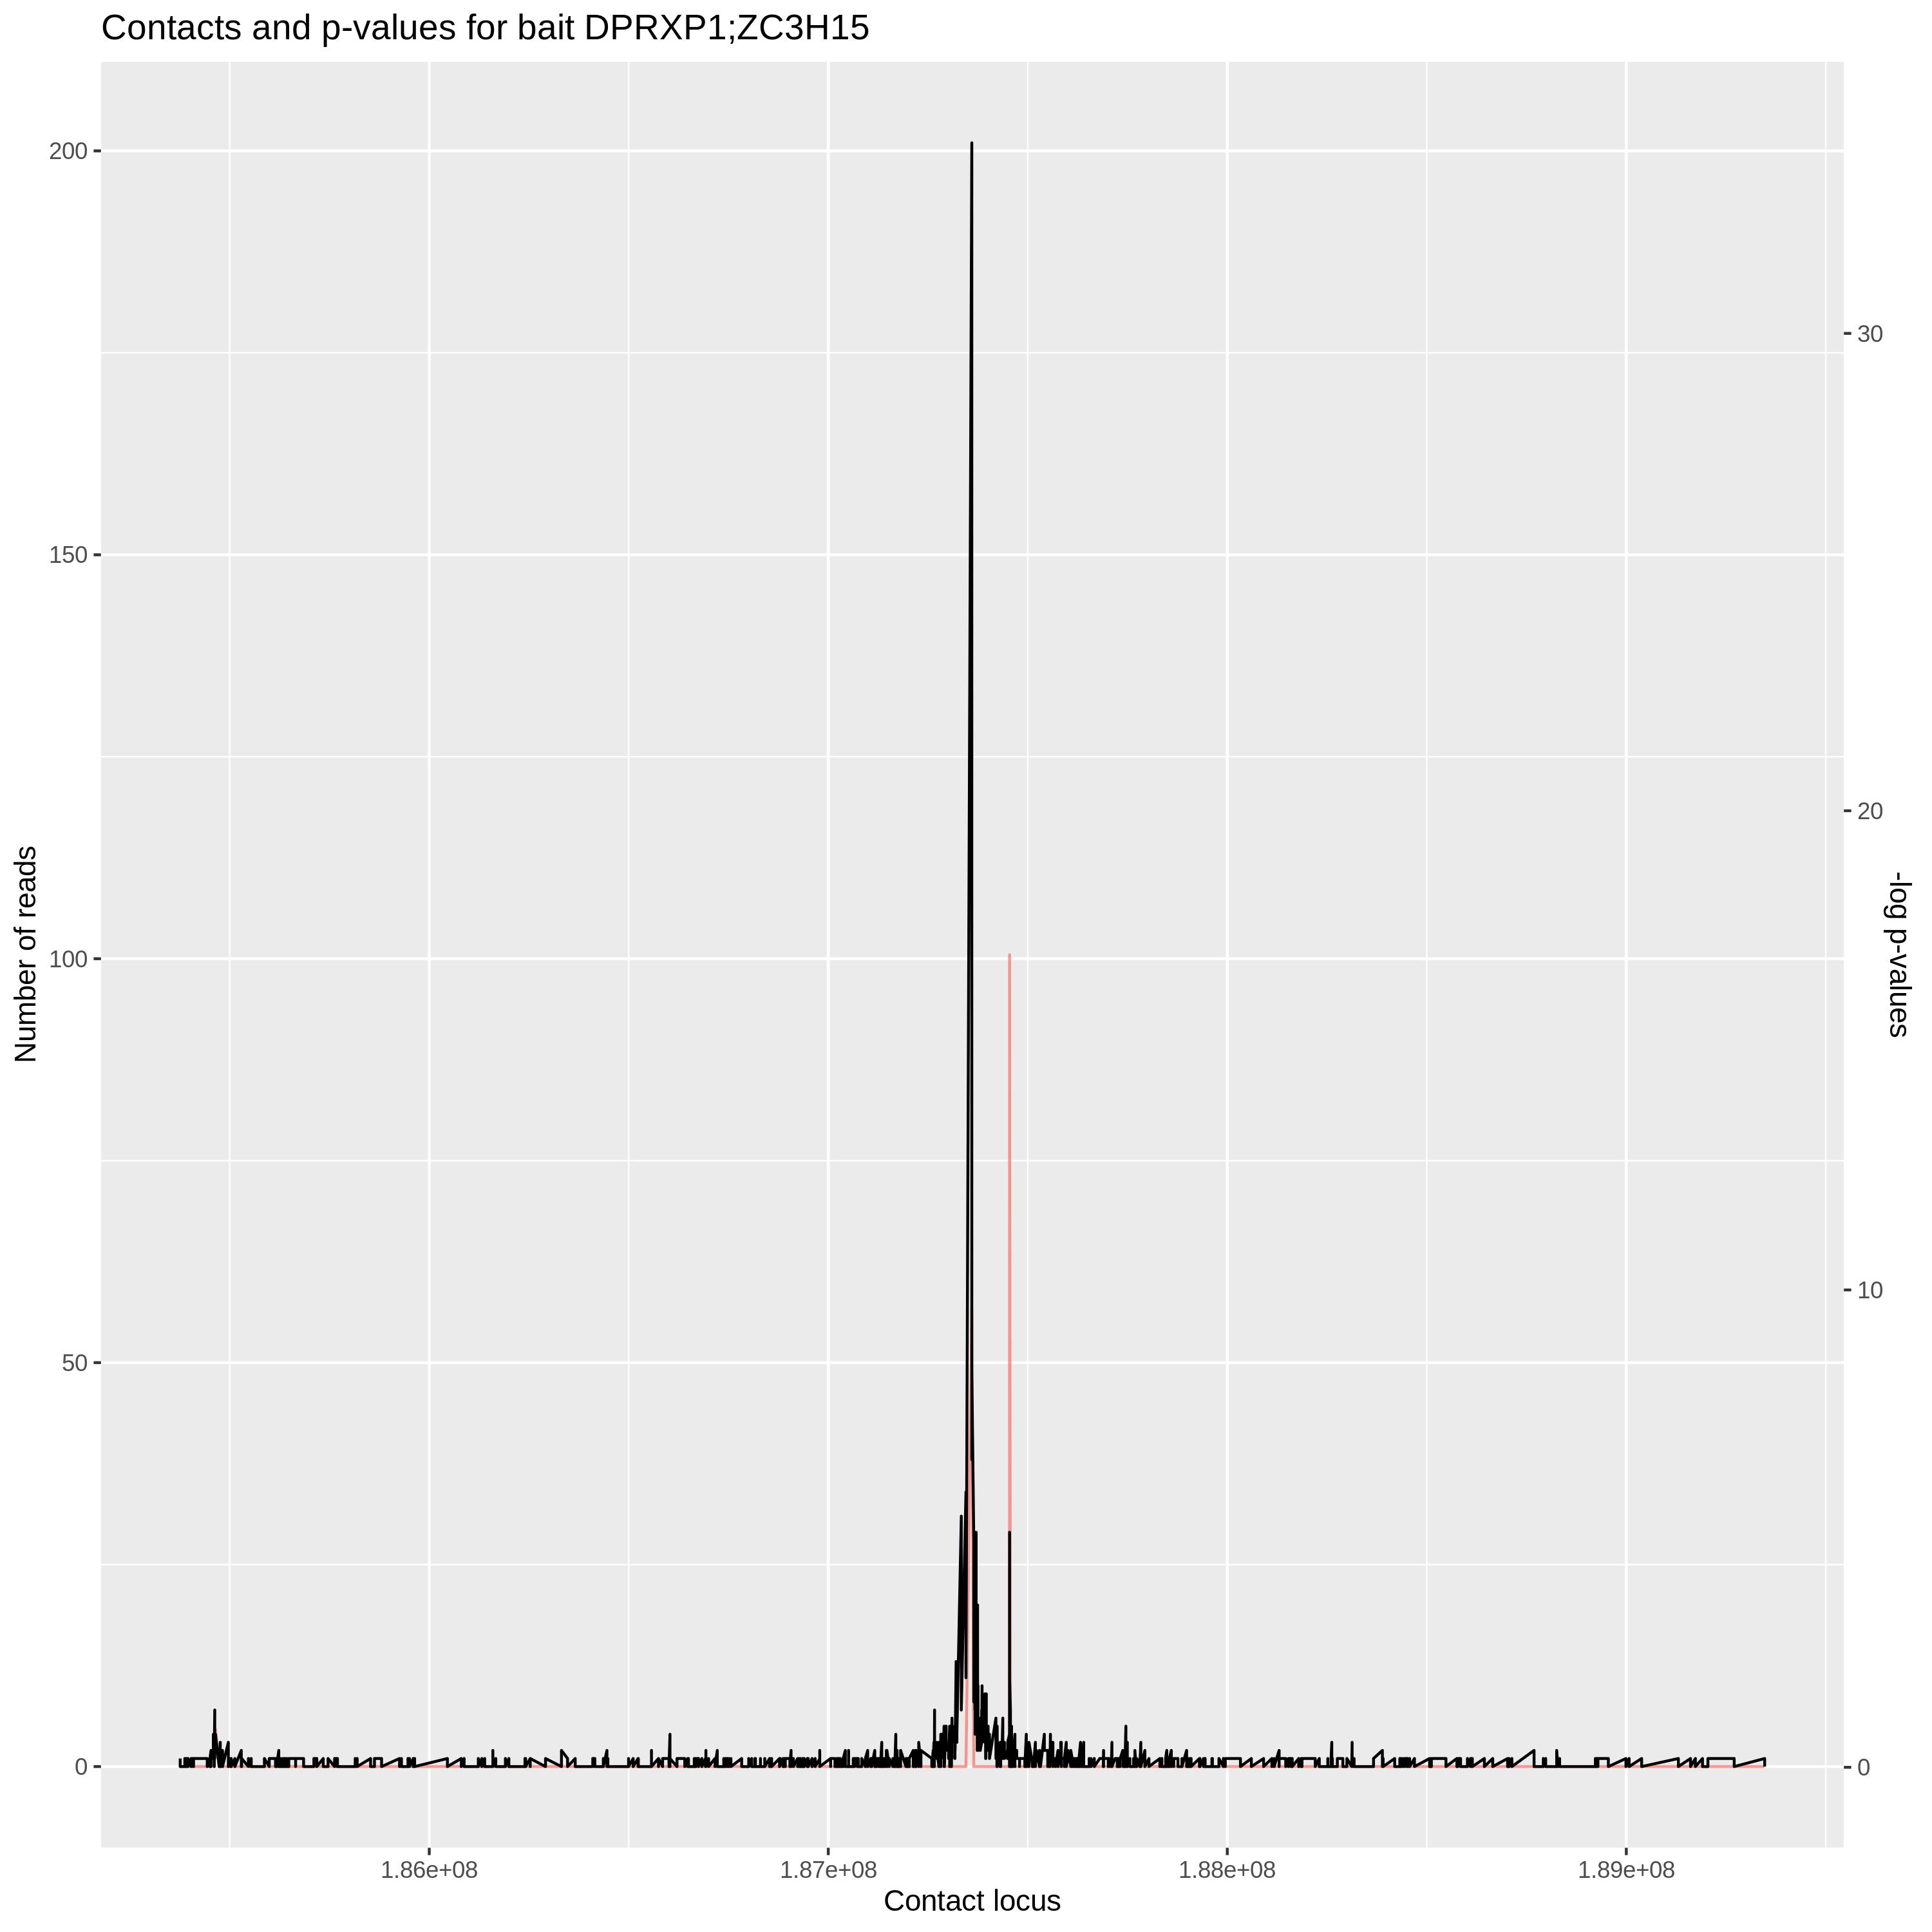 Contacts and p-values for bait DPRXP1;ZC3H15
200
150
100
50
0
Number of reads
30
20
10
0
-log p-values
1.86e+08
1.87e+08
1.88e+08
1.89e+08
Contact locus